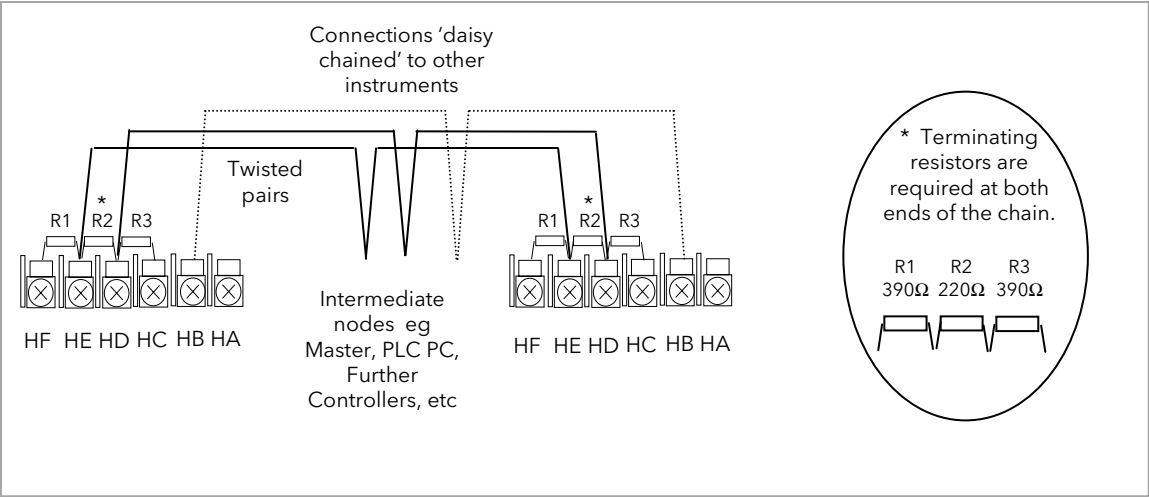 Connections ‘daisy
chained’ to other
instruments
Twisted
pairs
*
R1 R2 R3
HF HE HD HC HB HA
Intermediate
nodes eg
Master, PLC PC,
Further
Controllers, etc
*
R1 R2 R3
HF HE HD HC HB HA
* Terminating
resistors are
required at both
ends of the chain.
R1 R2 R3
390Ω 220Ω 390Ω